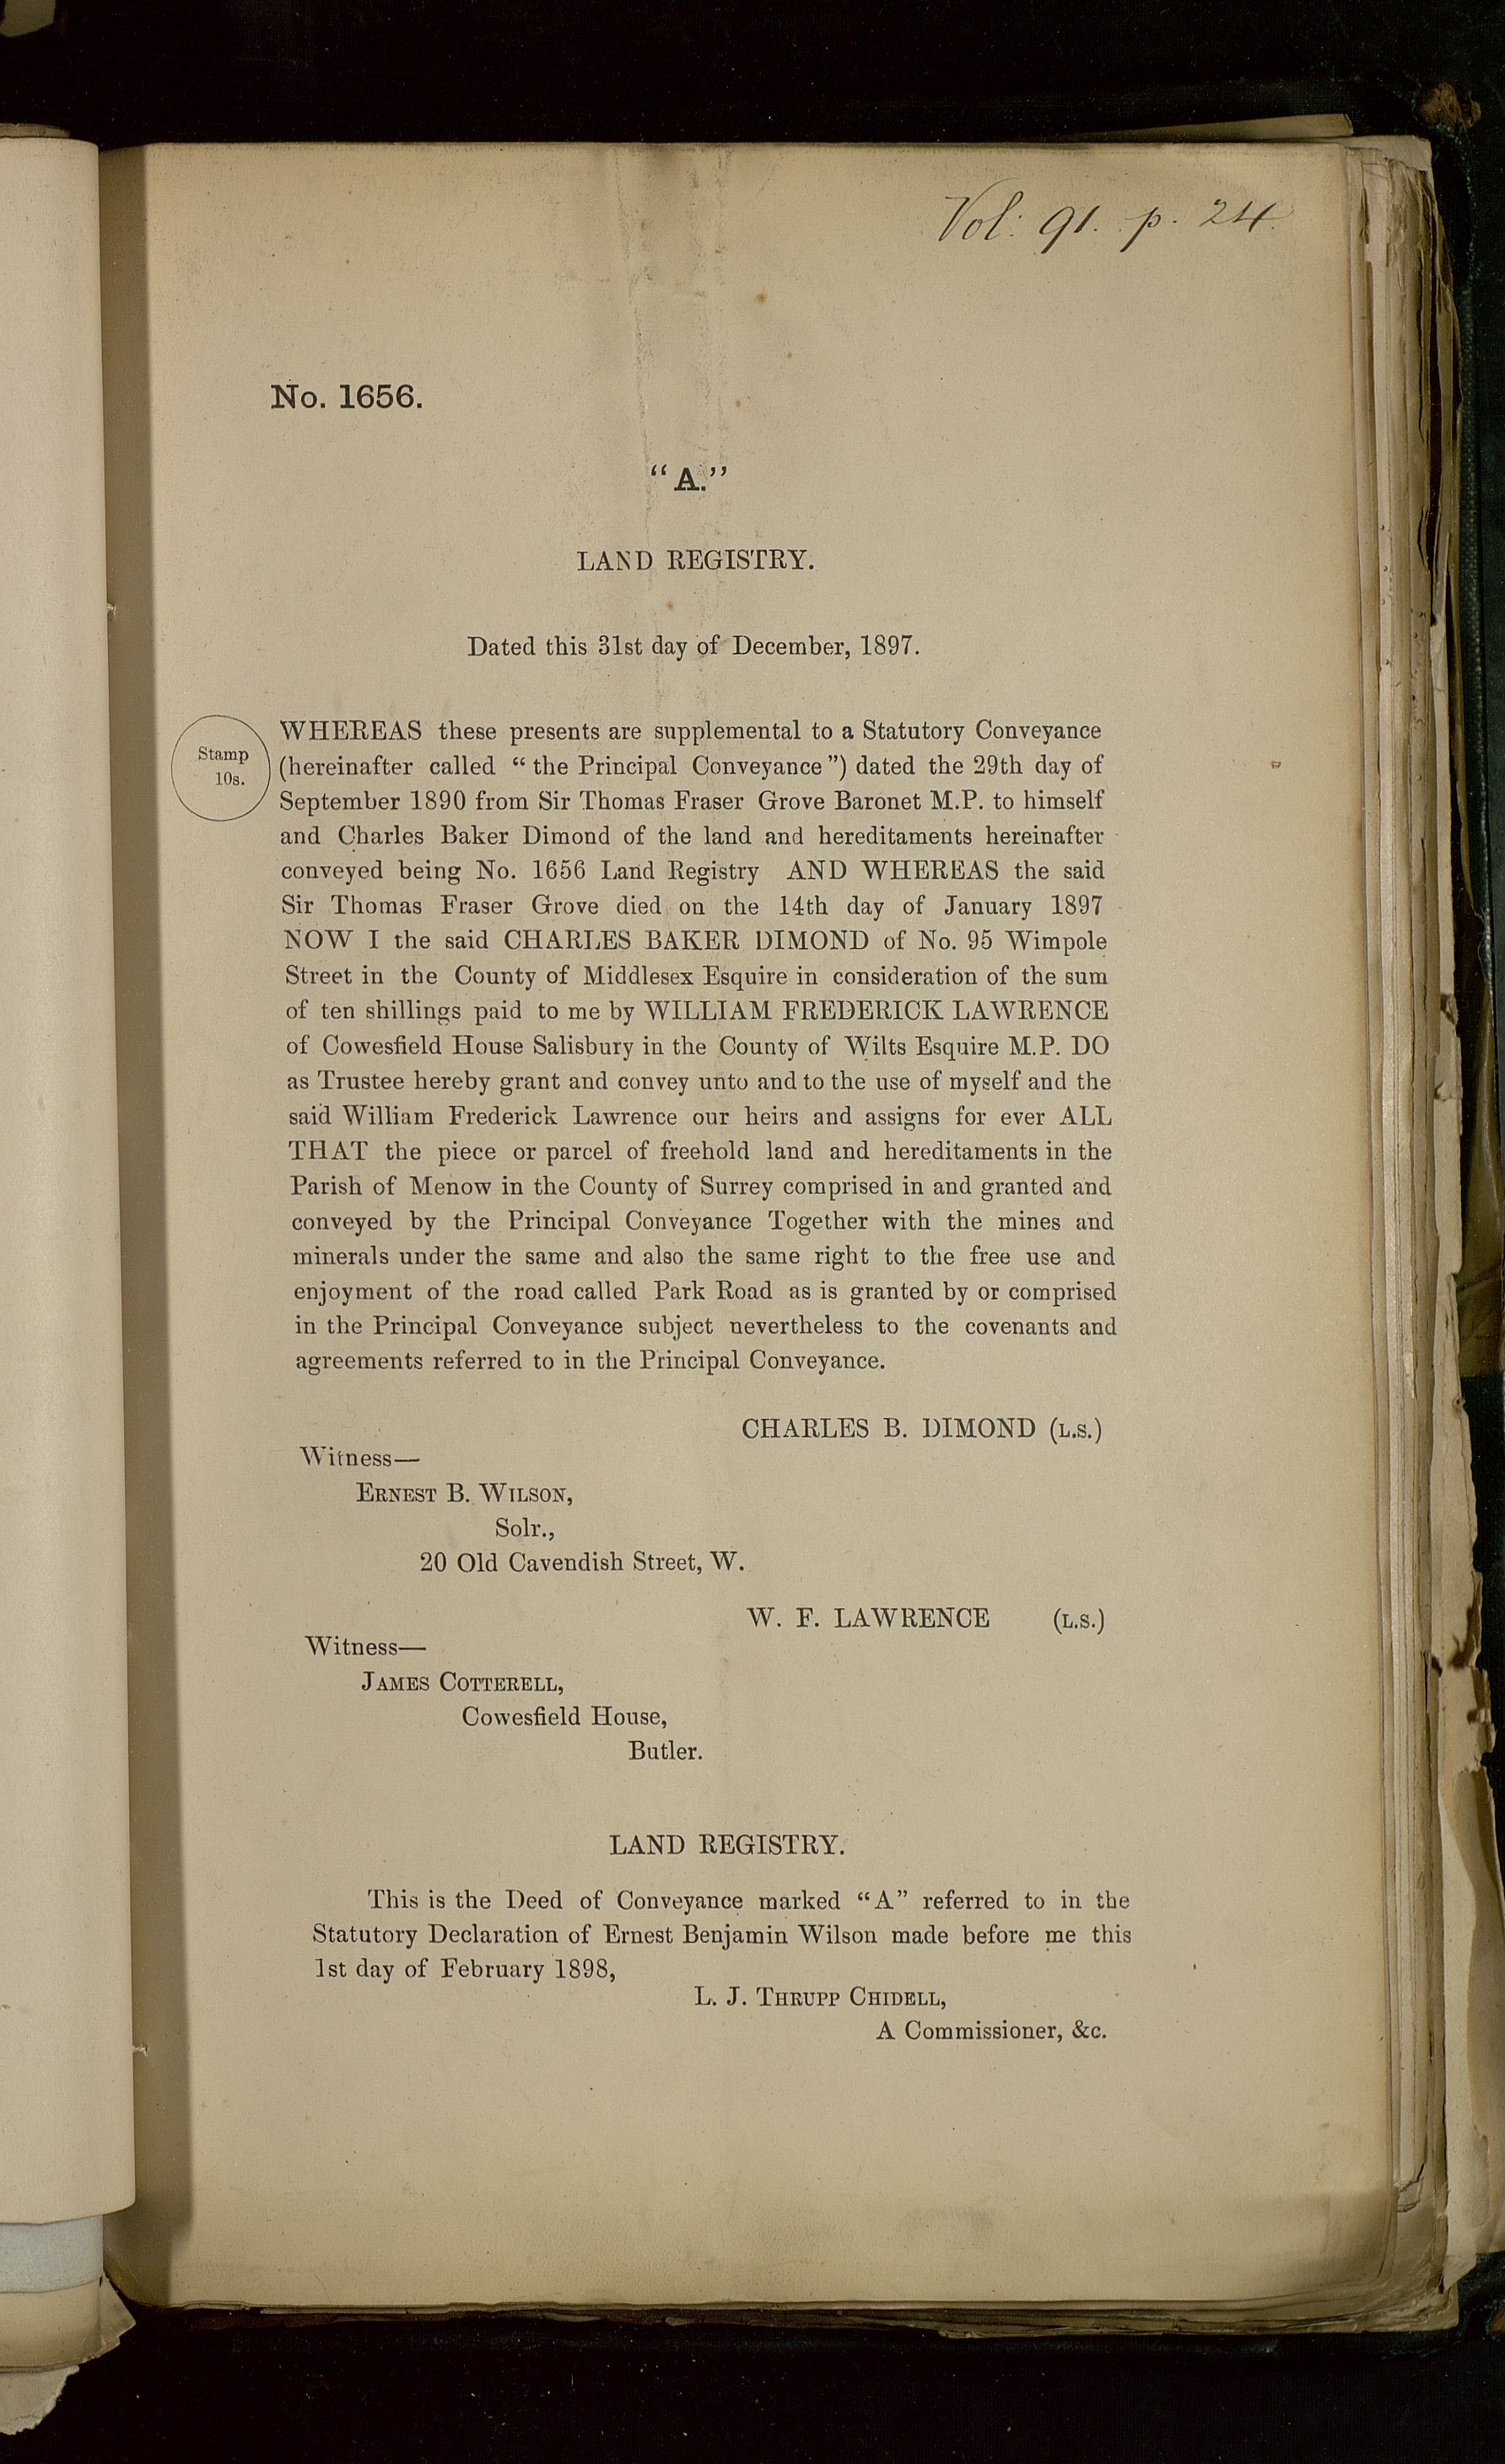 Vol: 91. p. 24.
No. 1656.
“A.”
LAND REGISTRY.
Dated this 31st day of December, 1897.
Stamp
10s.
WHEREAS these presents are supplemental to a Statutory Conveyance
(hereinafter called “the Principal Conveyance”) dated the 29th day of
September 1890 from Sir Thomas Fraser Grove Baronet M.P. to himself
and Charles Baker Dimond of the land and hereditaments hereinafter
conveyed being No. 1656 Land Registry AND WHEREAS the said
Sir Thomas Fraser Grove died on the 14th day of January 1897
NOW I the said CHARLES BAKER DIMOND of No. 95 Wimpole
Street in the County of Middlesex Esquire in consideration of the sum
of ten shillings paid to me by WILLIAM FREDERICK LAWRENCE
of Cowesfield House Salisbury in the County of Wilts Esquire M.P. DO
as Trustee hereby grant and convey unto and to the use of myself and the
said William Frederick Lawrence our heirs and assigns for ever ALL
THAT the piece or parcel of freehold land and hereditaments in the
Parish of Menow in the County of Surrey comprised in and granted and
conveyed by the Principal Conveyance Together with the mines and
minerals under the same and also the same right to the free use and
enjoyment of the road called Park Road as is granted by or comprised
in the Principal Conveyance subject nevertheless to the covenants and
agreements referred to in the Principal Conveyance.
CHARLES B. DIMOND (L.S.)
Witness—
ERNEST B. WILSON,
Solr.,
20 Old Cavendish Street, W.
W. F. LAWRENCE (L.S.)
Witness—
JAMES COTTERELL,
Cowesfield House,
Butler.
LAND REGISTRY.
This is the Deed of Conveyance marked “A” referred to in the
Statutory Declaration of Ernest Benjamin Wilson made before me this
1st day of February 1898,
L. J. THRUPP CHIDELL,
A Commissioner, &c.